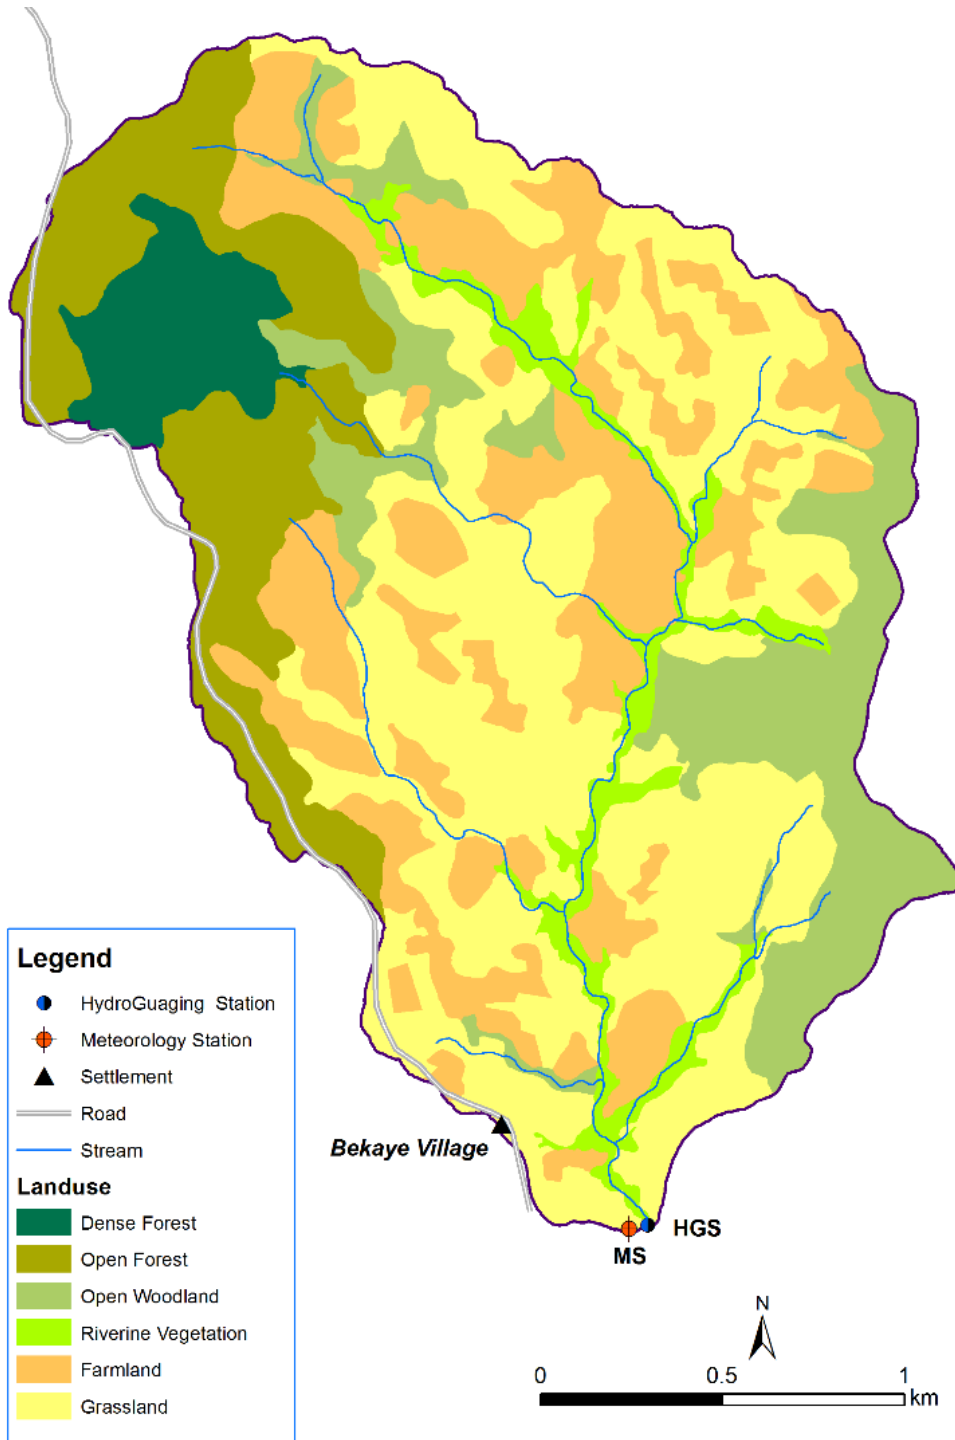 Legend
HydroGuaging Station
Meteorology Station
Settlement
Road
Stream
Landuse
Dense Forest
Open Forest
Open Woodland
Riverine Vegetation
Farmland
Grassland
Bekaye Village
HGS
MS
N
0 0.5 1
km